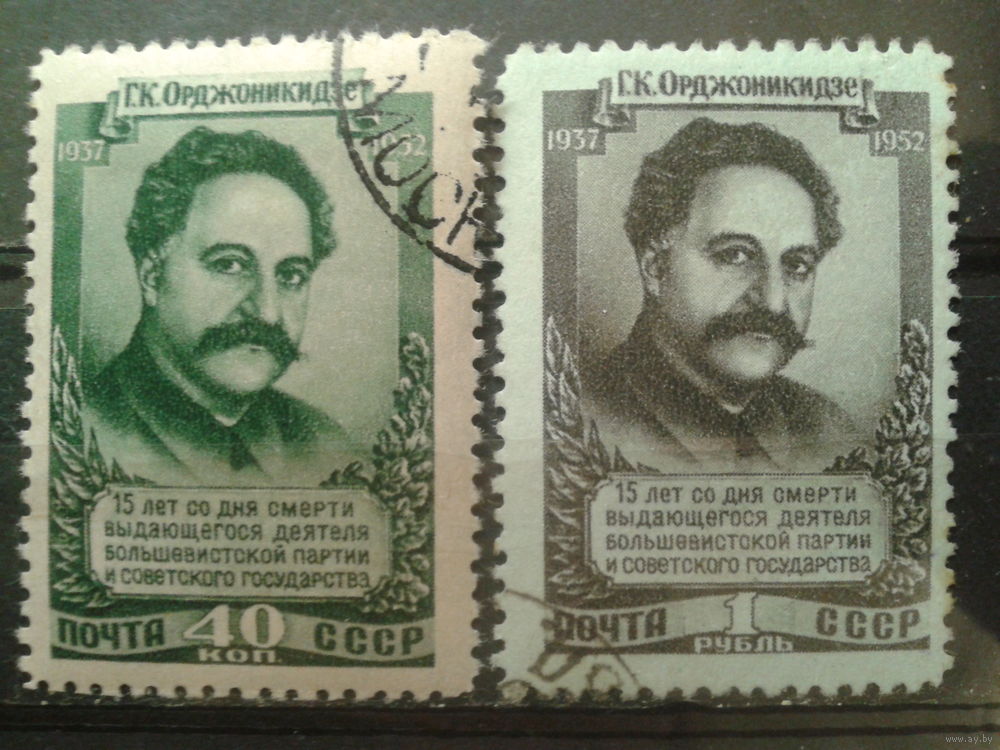 Г.К. Орджоникидзе
1937 1952
15 лет со дня смерти
выдающегося деятеля
большевистской партии
и советского государства
ПОЧТА 40 СССР
КОП.
МОСК
Г.К. Орджоникидзе
1937 1952
15 лет со дня смерти
выдающегося деятеля
большевистской партии
и советского государства
ПОЧТА 1 СССР
РУБЛЬ
www.ay.by